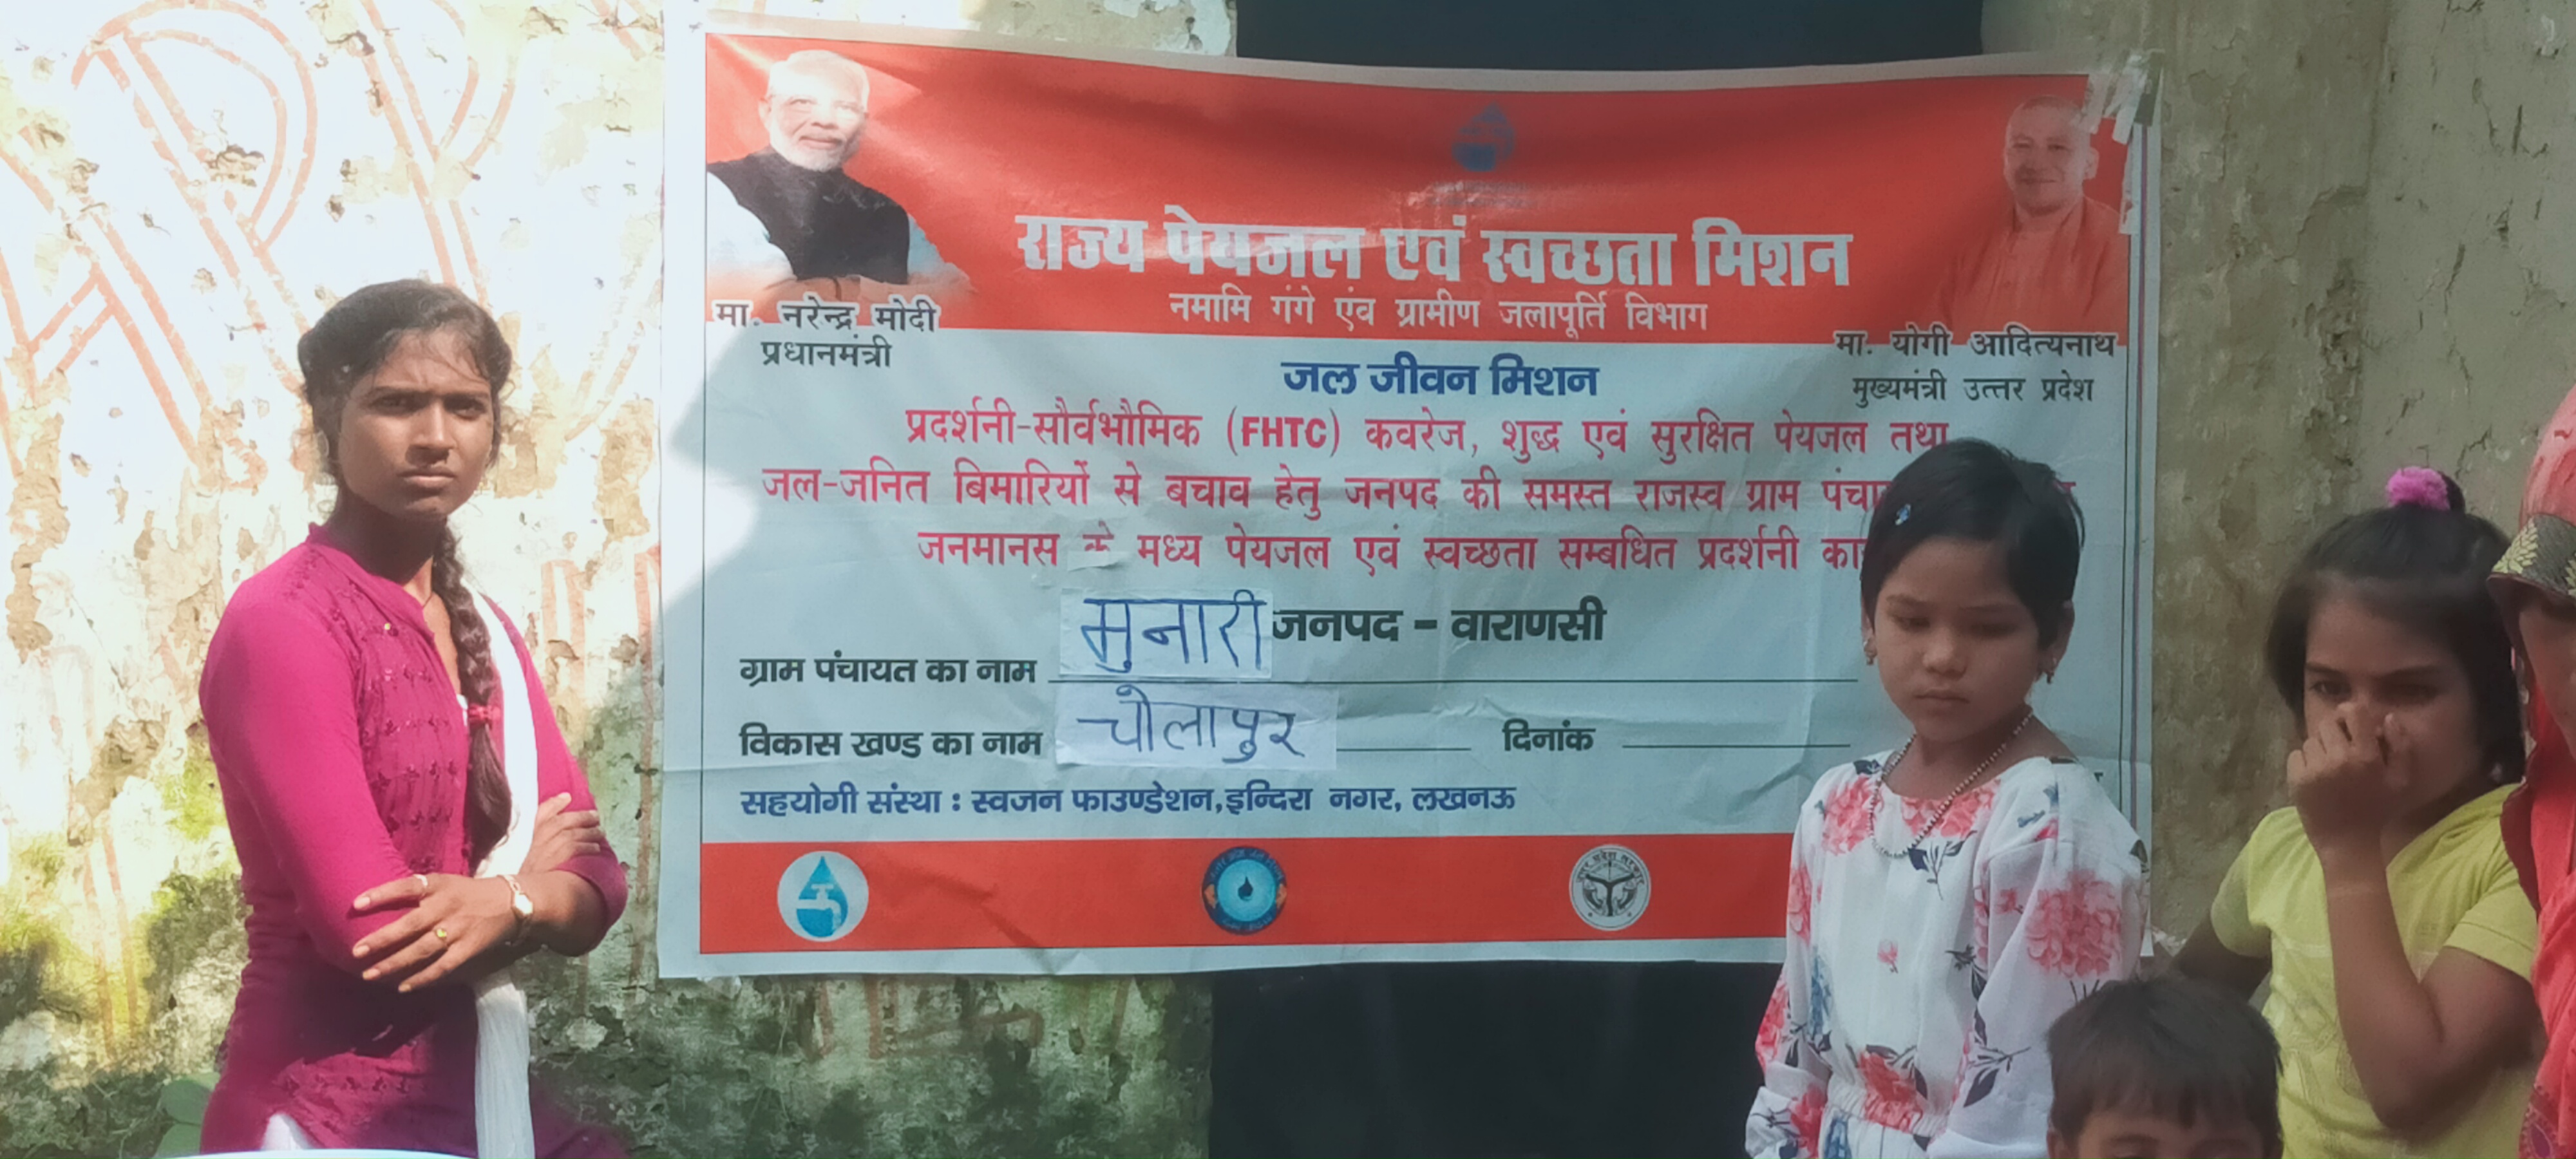 राज्य पेयजल एवं स्वच्छता मिशन
नमामि गंगे एंव ग्रामीण जलापूर्ति विभाग
मा. नरेन्द्र मोदी
प्रधानमंत्री
मा. योगी आदित्यनाथ
मुख्यमंत्री उत्तर प्रदेश
जल जीवन मिशन
प्रदर्शनी-सौर्वभौमिक (FHTC) कवरेज, शुद्ध एवं सुरक्षित पेयजल तथा
जल-जनित बिमारियों से बचाव हेतु जनपद की समस्त राजस्व ग्राम
जनमानस के मध्य पेयजल एवं स्वच्छता सम्बधित प्रदर्शनी
जनपद - वाराणसी
ग्राम पंचायत का नाम मुनारी
विकास खण्ड का नाम चोलापुर दिनांक
सहयोगी संस्था : स्वजन फाउण्डेशन,इन्दिरा नगर, लखनऊ